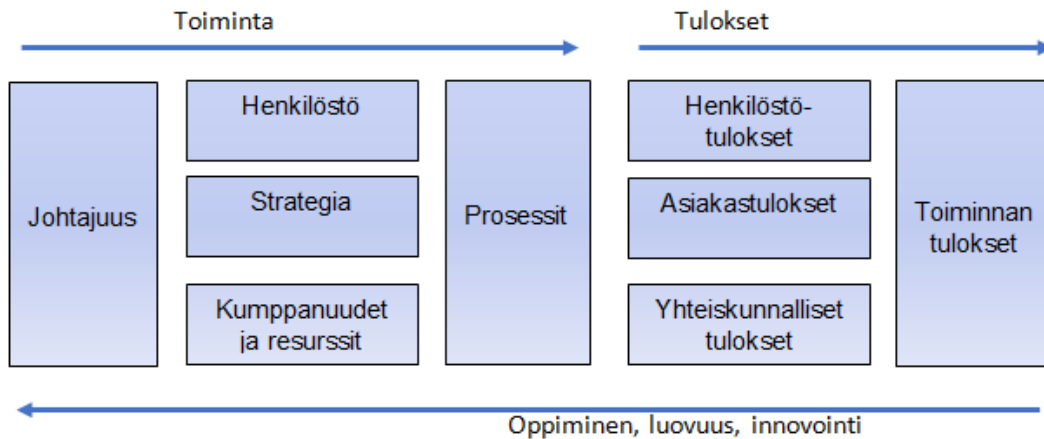 Toiminta
Tulokset
Johtajuus
Henkilöstö
Strategia
Kumppanuudet
ja resurssit
Prosessit
Henkilöstö-
tulokset
Asiakastulokset
Yhteiskunnalliset
tulokset
Toiminnan
tulokset
Oppiminen, luovuus, innovointi